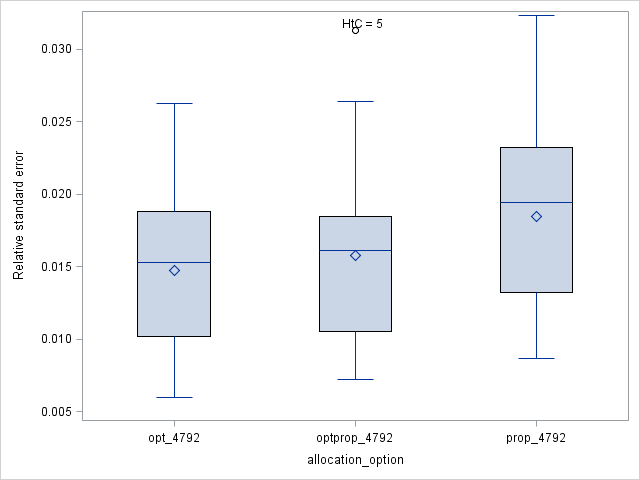 HtC = 5
0.030
0.025
0.020
0.015
0.010
0.005
Relative standard error
opt_4792 optprop_4792 prop_4792
allocation_option